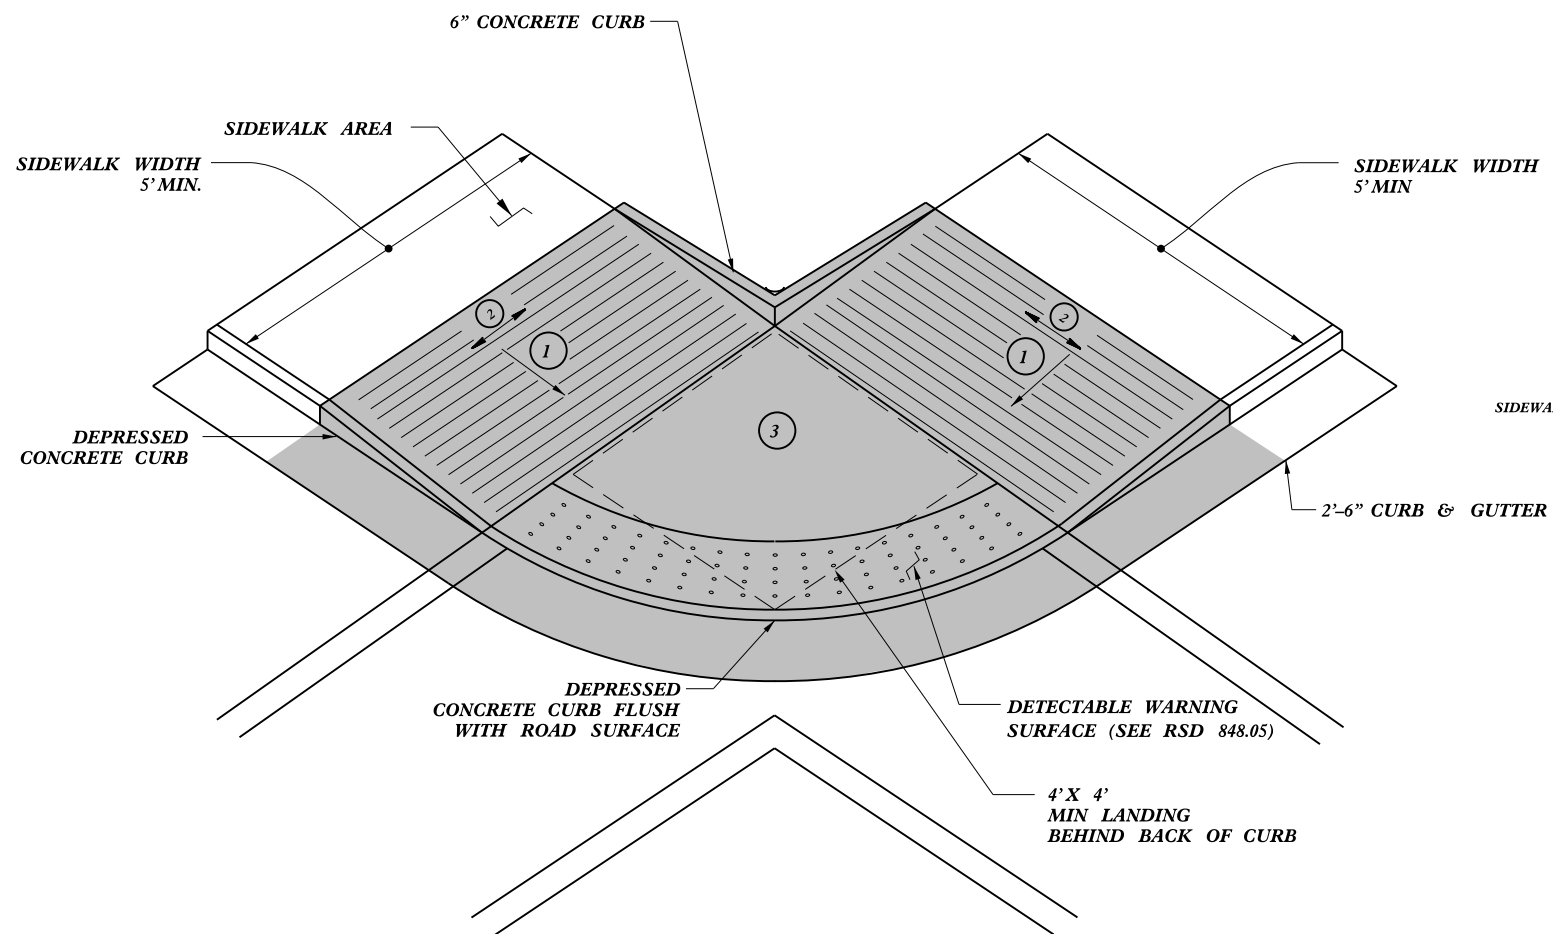 6” CONCRETE CURB
SIDEWALK AREA
SIDEWALK WIDTH
5’ MIN.
SIDEWALK WIDTH
5’ MIN
2
1
2
1
3
SIDEWA
DEPRESSED
CONCRETE CURB
2’–6” CURB & GUTTER
DEPRESSED
CONCRETE CURB FLUSH
WITH ROAD SURFACE
DETECTABLE WARNING
SURFACE (SEE RSD 848.05)
4’ X 4’
MIN LANDING
BEHIND BACK OF CURB